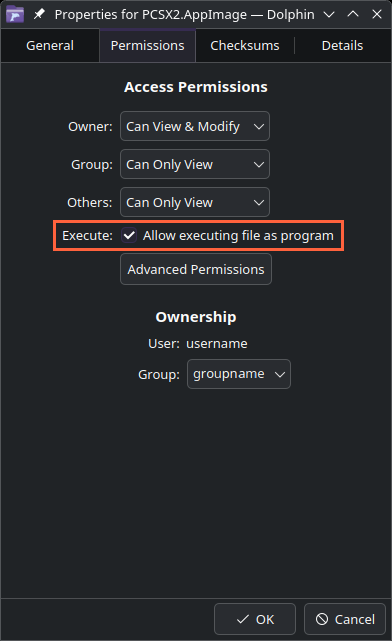 Properties for PCSX2.AppImage — Dolphin
General Permissions Checksums Details
Access Permissions
Owner: Can View & Modify
Group: Can Only View
Others: Can Only View
Execute: Allow executing file as program
Advanced Permissions
Ownership
User: username
Group: groupname
OK Cancel